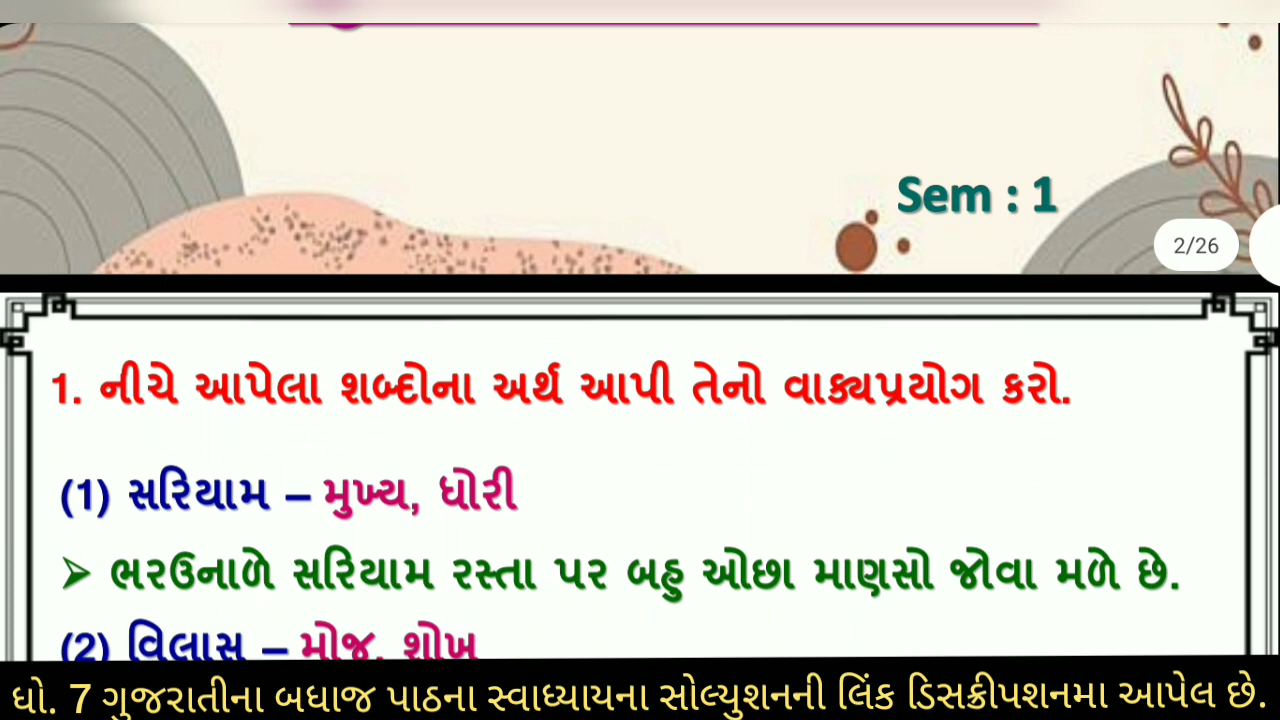 Sem : 1
2/26
1. નીચે આપેલા શબ્દોના અર્થ આપી તેનો વાક્યપ્રયોગ કરો.
(1) સરિયામ – મુખ્ય, ધોરી
➢ ભરઉનાળે સરિયામ રસ્તા પર બહુ ઓછા માણસો જોવા મળે છે.
(2) વિલાસ – મોજ, શોખ
ધો. 7 ગુજરાતીના બધાજ પાઠના સ્વાધ્યાયના સોલ્યુશનની લિંક ડિસક્રીપશનમા આપેલ છે.